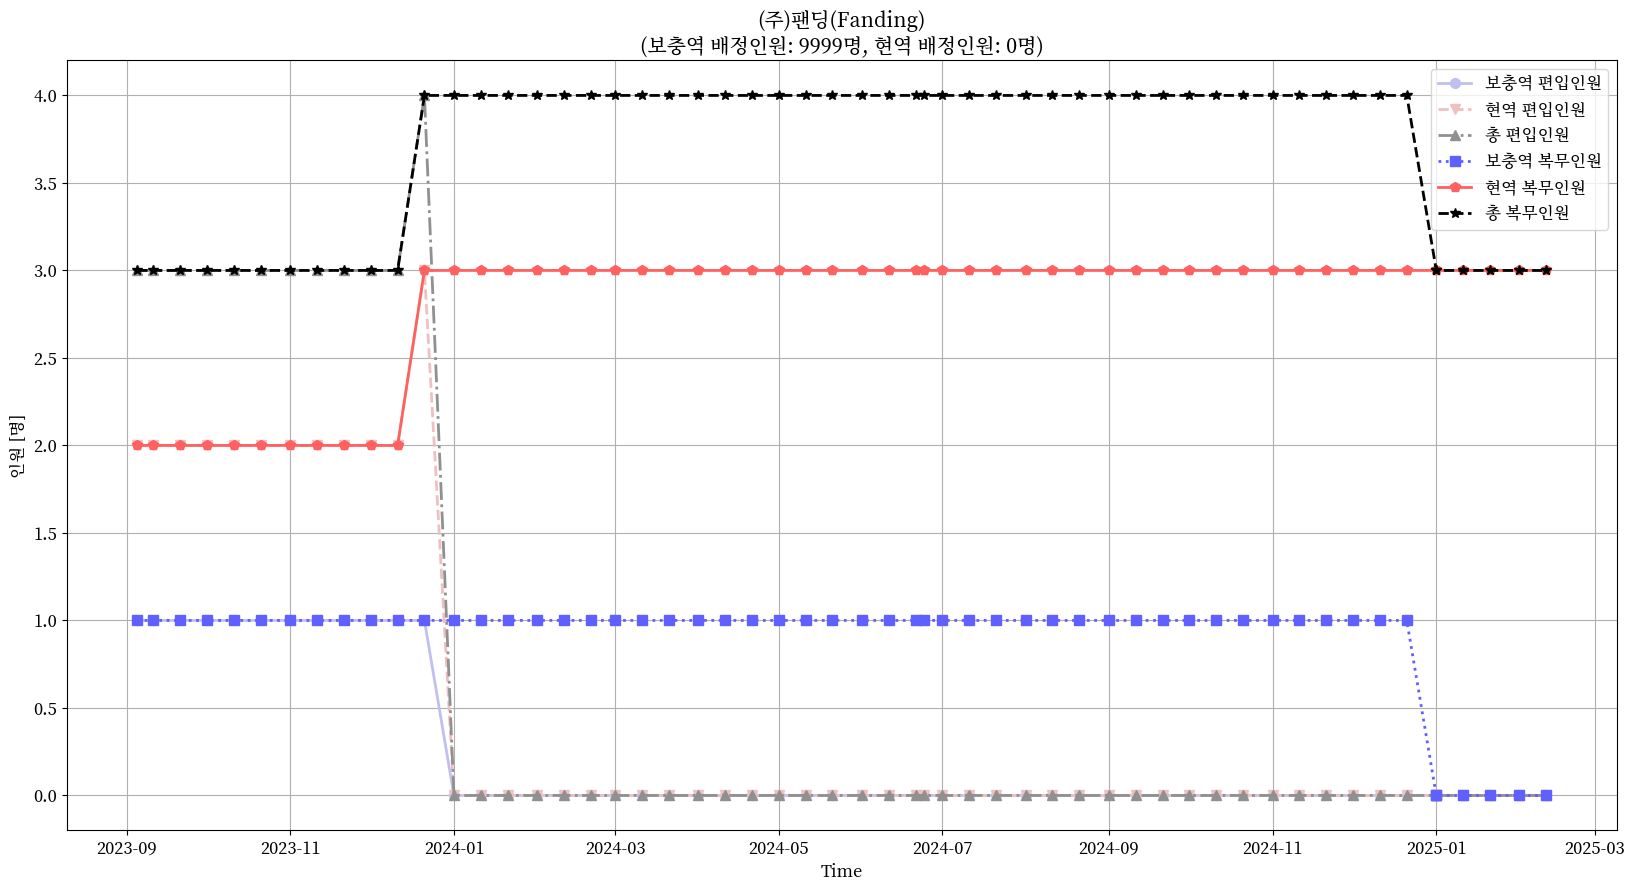 (주)팬딩(Fanding)
(보충역 배정인원: 9999명, 현역 배정인원: 0명)
보충역 편입인원
현역 편입인원
총 편입인원
보충역 복무인원
현역 복무인원
총 복무인원
인원 [명]
4.0
3.5
3.0
2.5
2.0
1.5
1.0
0.5
0.0
2023-09 2023-11 2024-01 2024-03 2024-05 2024-07 2024-09 2024-11 2025-01 2025-03
Time